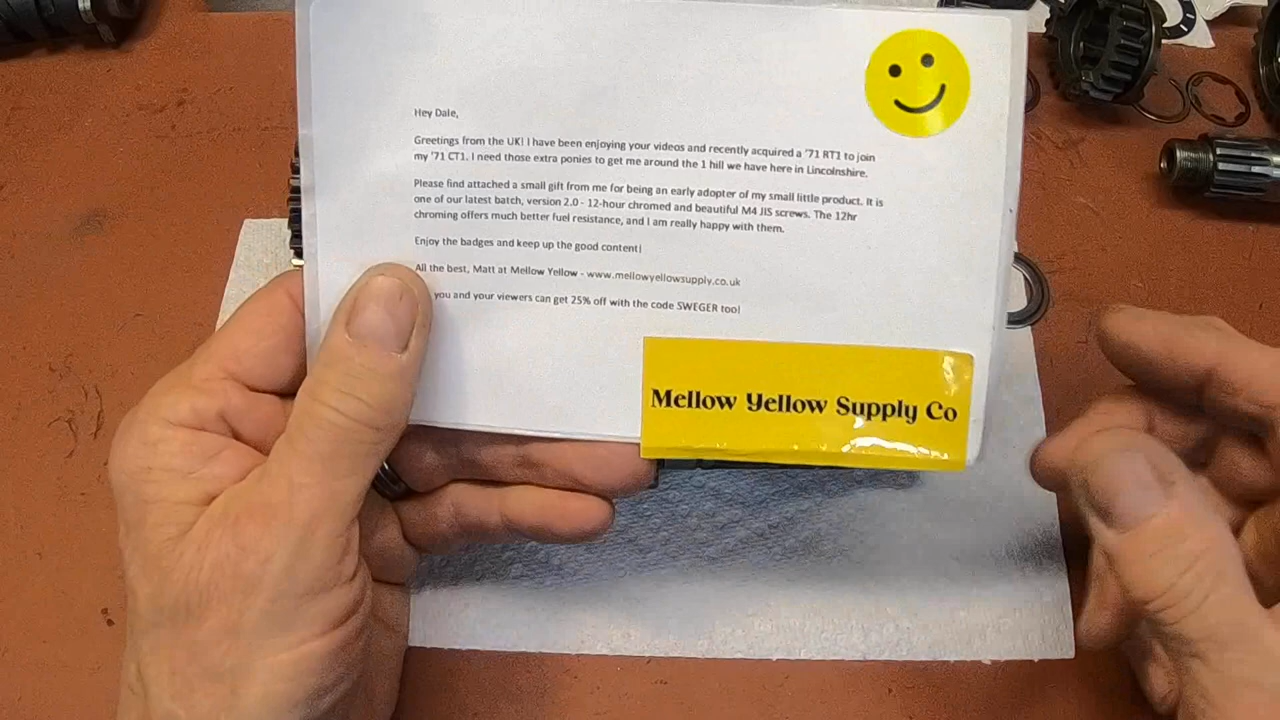 Hey Dale,
Greetings from the UK! I have been enjoying your videos and recently acquired a '71 RT1 to join
my '71 CT1. I need those extra ponies to get me around the 1 hill we have here in Lincolnshire.
Please find attached a small gift from me for being an early adopter of my small little product. It is
one of our latest batch, version 2.0 - 12-hour chromed and beautiful M4 JIS screws. The 12hr
chroming offers much better fuel resistance, and I am really happy with them.
Enjoy the badges and keep up the good content!
All the best, Matt at Mellow Yellow - www.mellowyellowsupply.co.uk
you and your viewers can get 25% off with the code SWEGER too!
Mellow Yellow Supply Co